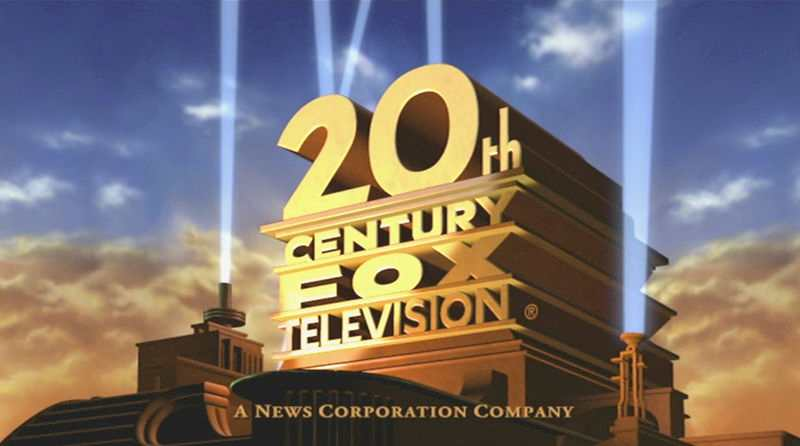 20th
CENTURY
FOX
TELEVISION ®
A NEWS CORPORATION COMPANY